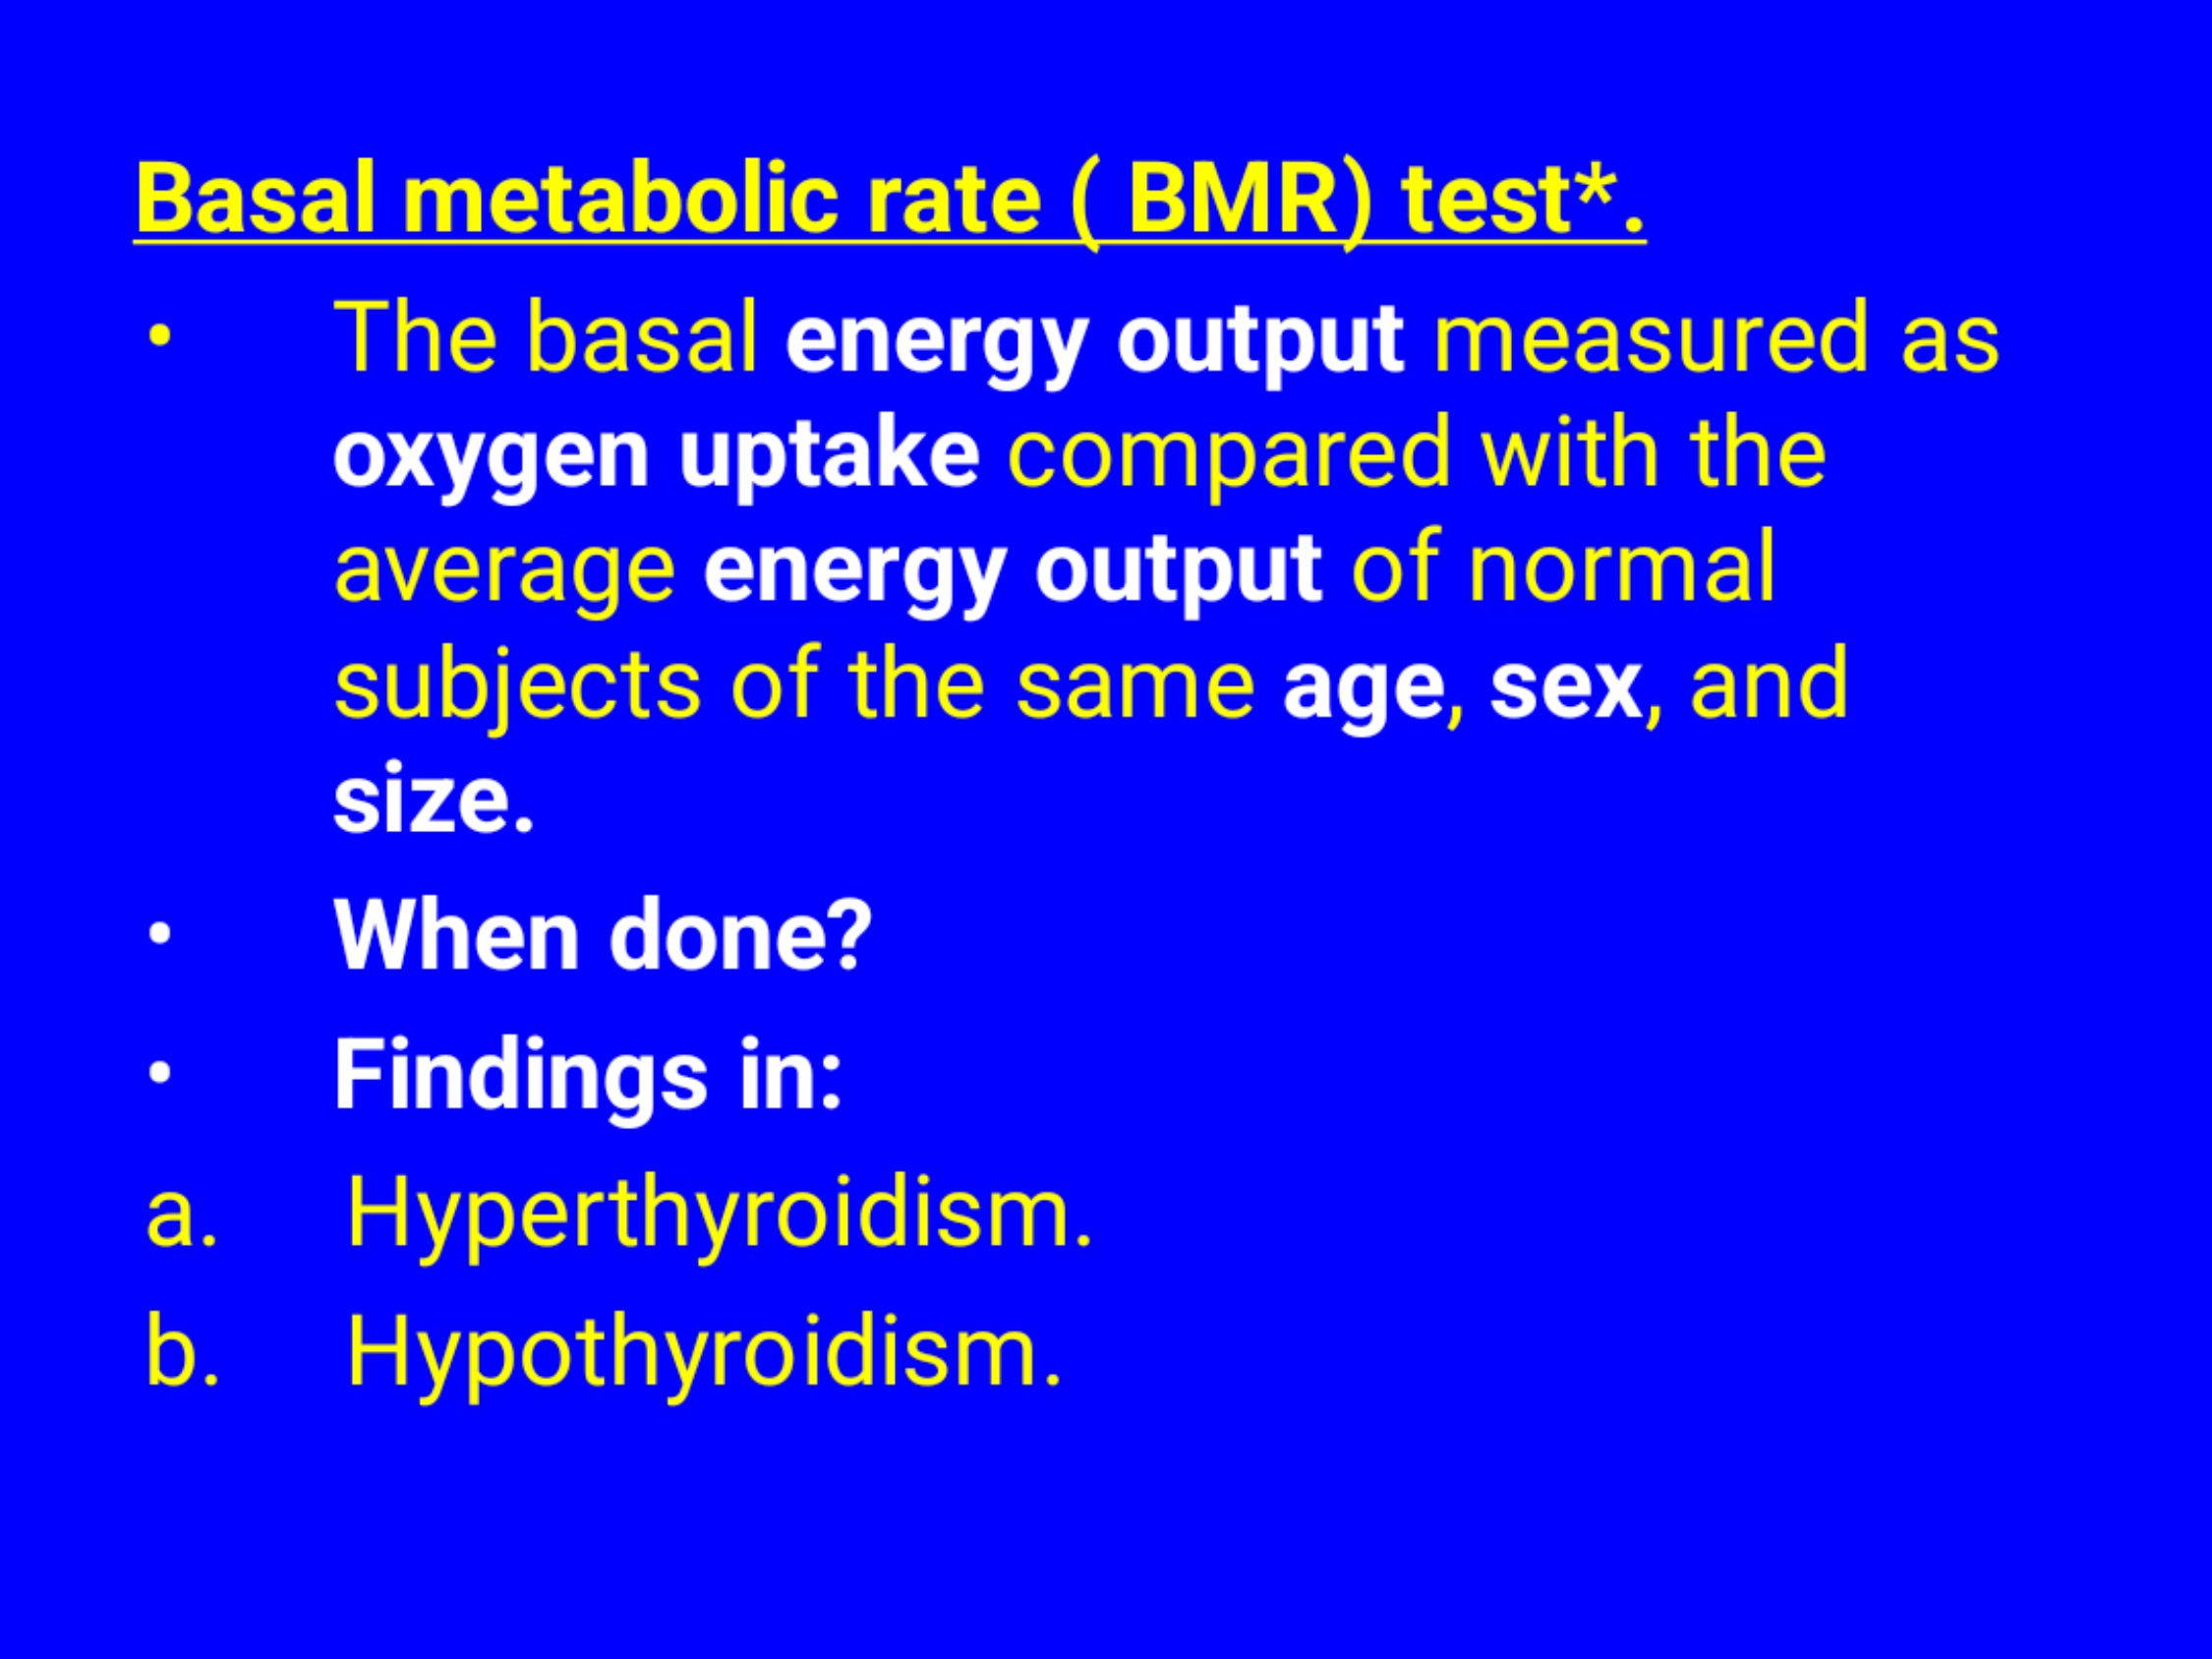 Basal metabolic rate ( BMR) test*.
• The basal energy output measured as
oxygen uptake compared with the
average energy output of normal
subjects of the same age, sex, and
size.
• When done?
• Findings in:
a. Hyperthyroidism.
b. Hypothyroidism.